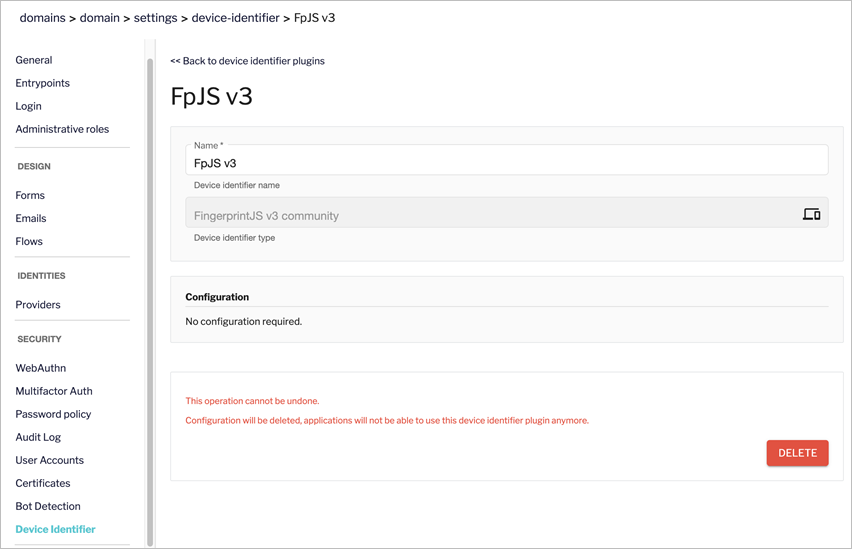 domains > domain > settings > device-identifier > FpJS v3
General
Entrypoints
Login
Administrative roles
DESIGN
Forms
Emails
Flows
IDENTITIES
Providers
SECURITY
WebAuthn
Multifactor Auth
Password policy
Audit Log
User Accounts
Certificates
Bot Detection
Device Identifier
<< Back to device identifier plugins
FpJS v3
Name *
FpJS v3
Device identifier name
FingerprintJS v3 community
Device identifier type
Configuration
No configuration required.
This operation cannot be undone.
Configuration will be deleted, applications will not be able to use this device identifier plugin anymore.
DELETE